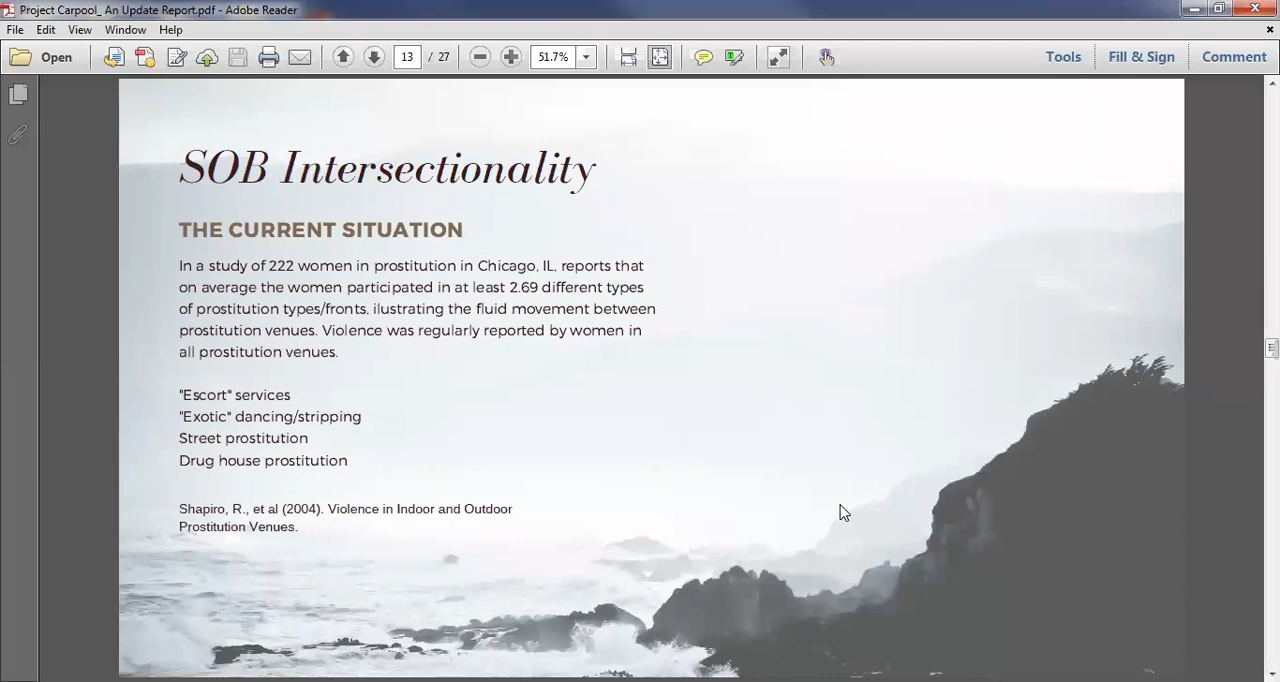 Project Carpool_ An Update Report.pdf - Adobe Reader
File Edit View Window Help
Open 13 / 27 51.7% Tools Fill & Sign Comment
SOB Intersectionality
THE CURRENT SITUATION
In a study of 222 women in prostitution in Chicago, IL, reports that
on average the women participated in at least 2.69 different types
of prostitution types/fronts, ilustrating the fluid movement between
prostitution venues. Violence was regularly reported by women in
all prostitution venues.
"Escort" services
"Exotic" dancing/stripping
Street prostitution
Drug house prostitution
Shapiro, R., et al (2004). Violence in Indoor and Outdoor
Prostitution Venues.